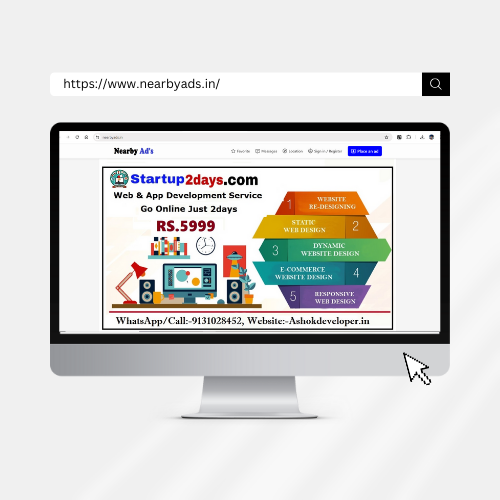 https://www.nearbyads.in/
nearbyads.in
Nearby Ad's
Favorite Messages Location Sign in / Register Place an ad
Startup2days.com
Web & App Development Service
Go Online Just 2days
RS.5999
1 WEBSITE
RE-DESIGNING
STATIC
WEB DESIGN 2
3 DYNAMIC
WEBSITE DESIGN
E-COMMERCE
WEBSITE DESIGN 4
5 RESPONSIVE
WEB DESIGN
WhatsApp/Call:-9131028452, Website:-Ashokdeveloper.in